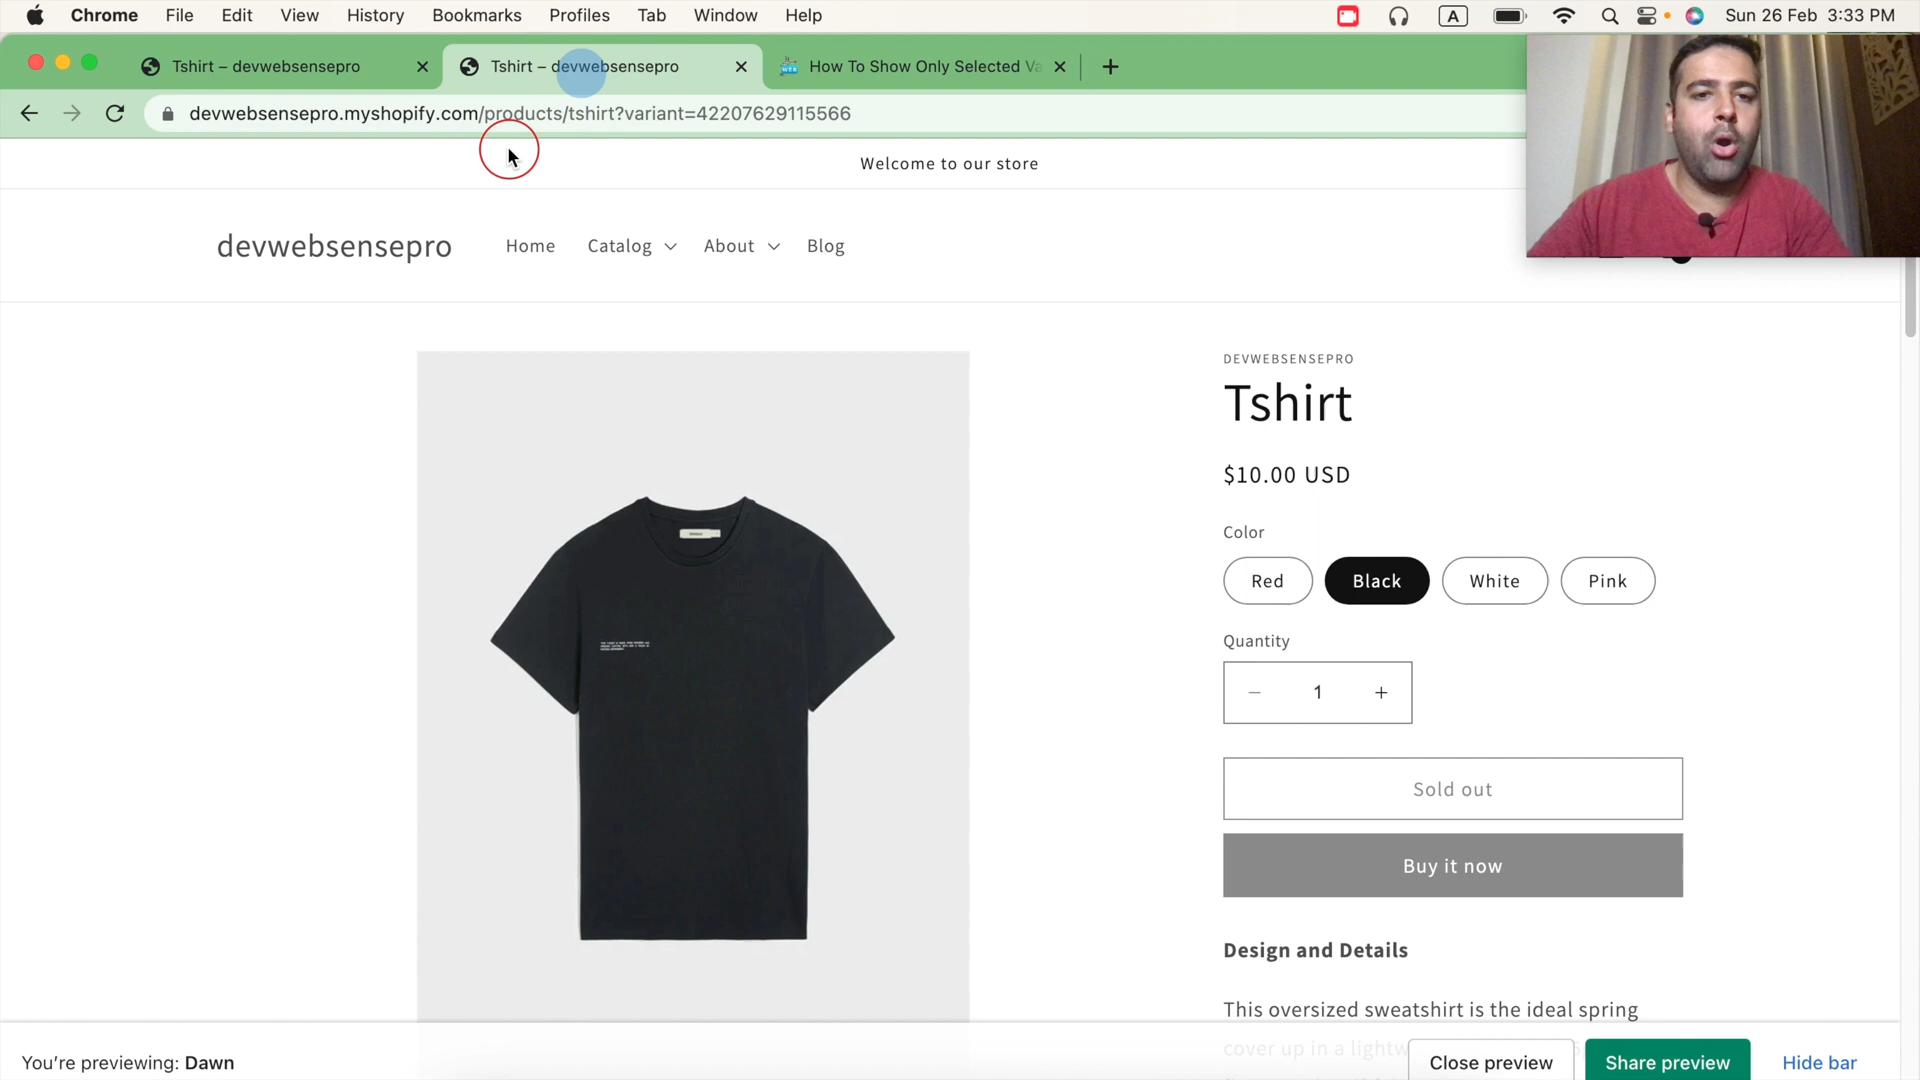 Chrome File Edit View History Bookmarks Profiles Tab Window Help A Sun 26 Feb 3:33 PM
Tshirt – devwebsensepro Tshirt – devwebsensepro How To Show Only Selected Va
devwebsensepro.myshopify.com/products/tshirt?variant=42207629115566
Welcome to our store
devwebsensepro Home Catalog About Blog
DEVWEBSENSEPRO
Tshirt
$10.00 USD
Color
Red Black White Pink
Quantity
− 1 +
Sold out
Buy it now
Design and Details
This oversized sweatshirt is the ideal spring
cover up in a lightw
You're previewing: Dawn Close preview Share preview Hide bar